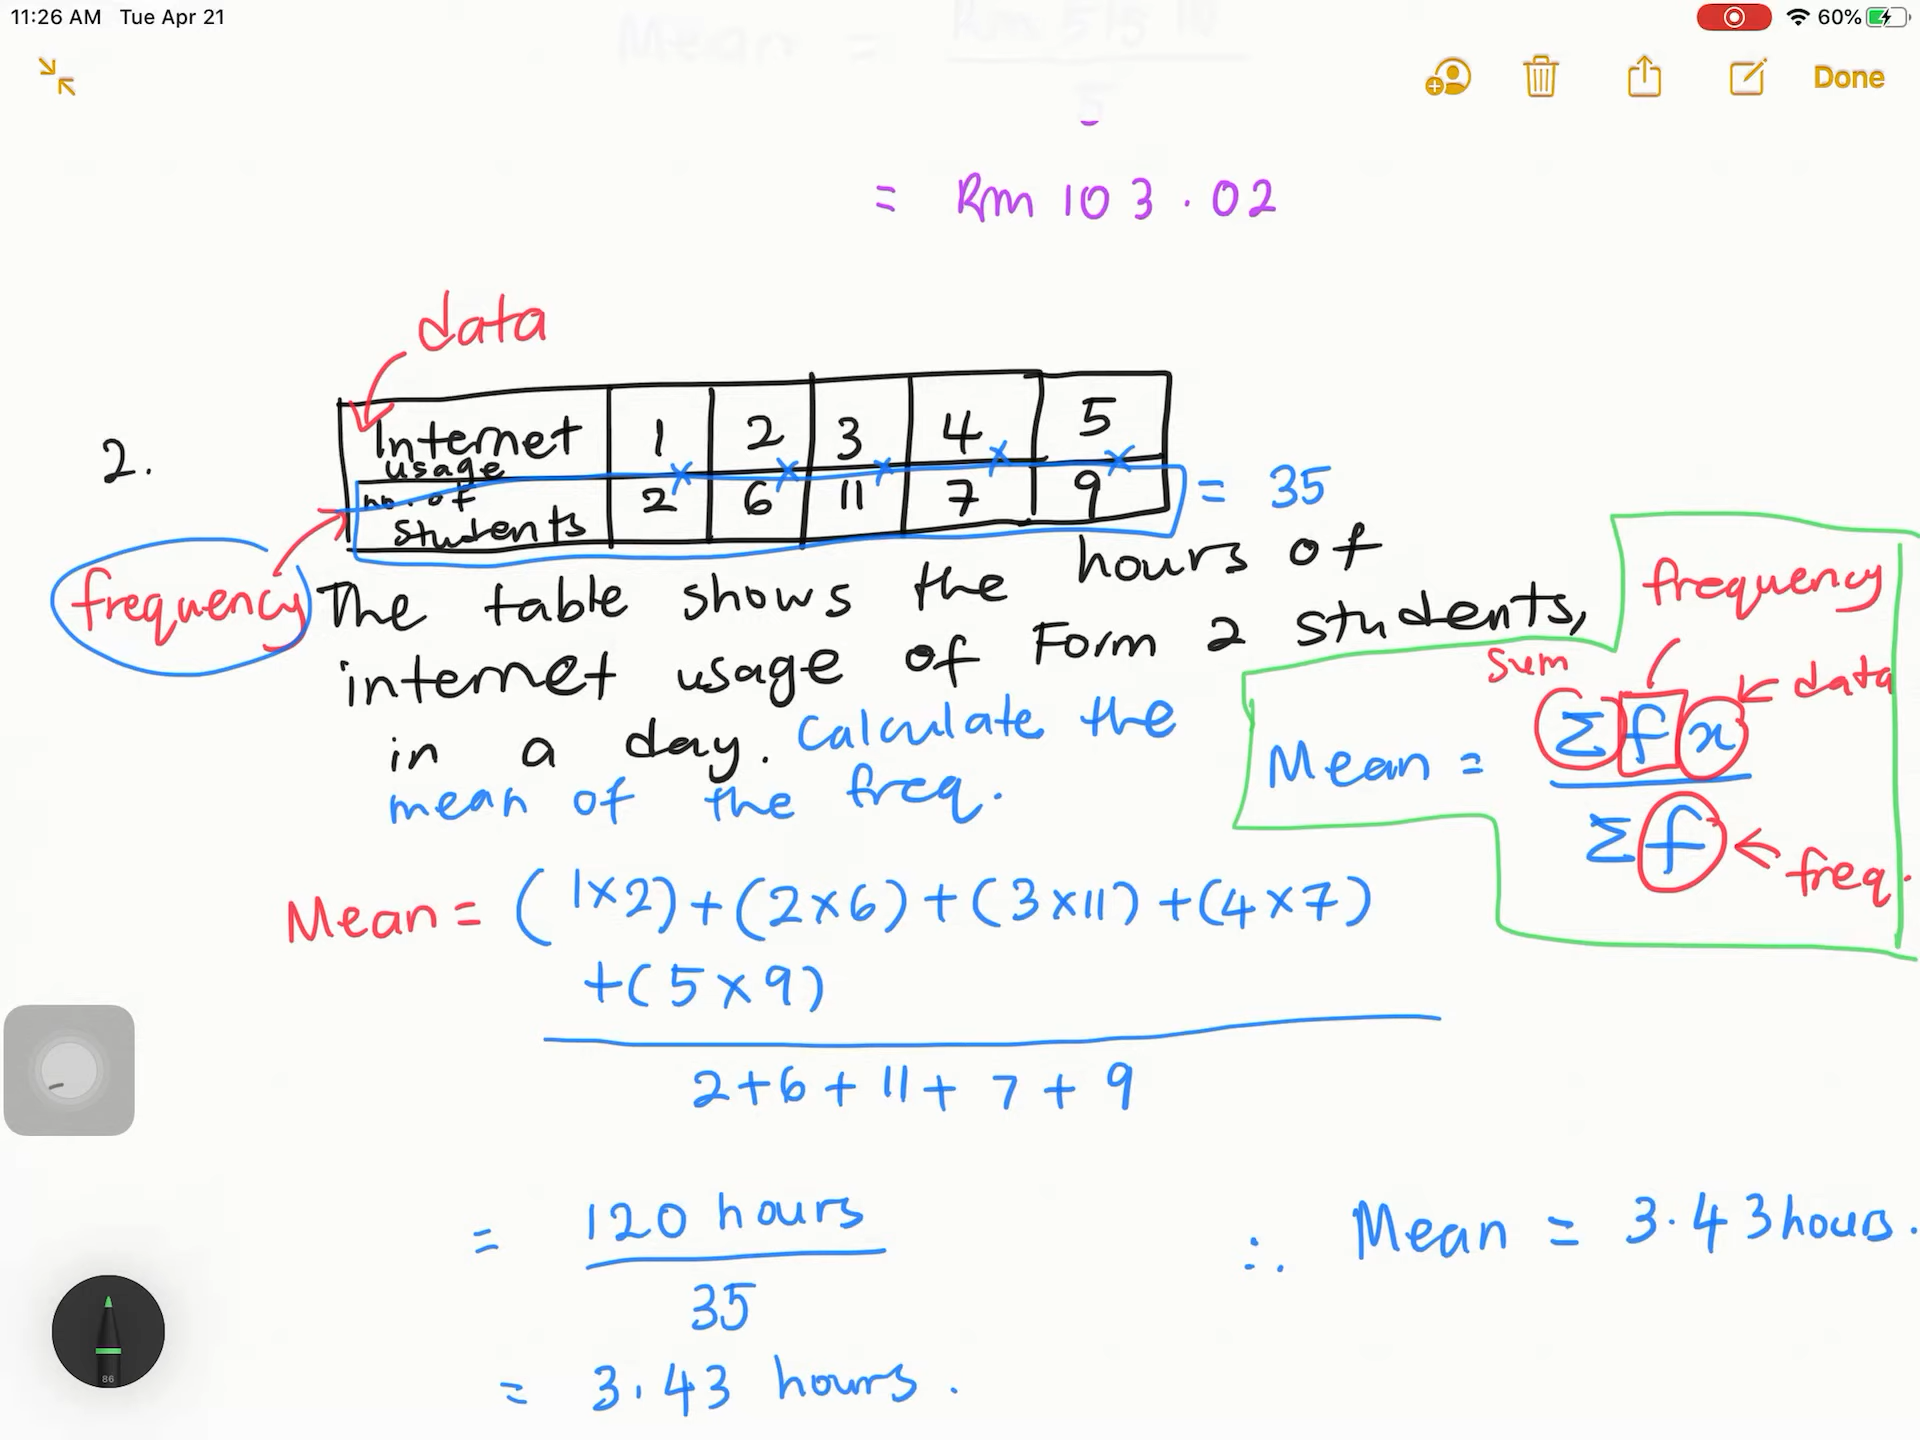 11:26 AM Tue Apr 21
60%
Done
Mean =
5
= Rm 103.02
data
2.
Internet usage 1 2 3 4 5
no. of students 2 6 11 7 9 = 35
frequency
The table shows the hours of
internet usage of Form 2 students,
in a day. Calculate the
mean of the freq.
frequency
sum
data
Mean = Σfx
Σf
freq.
Mean = (1×2)+(2×6)+(3×11)+(4×7)
+(5×9)
2+6+11+7+9
= 120 hours
35
= 3.43 hours.
∴ Mean = 3.43 hours.
86